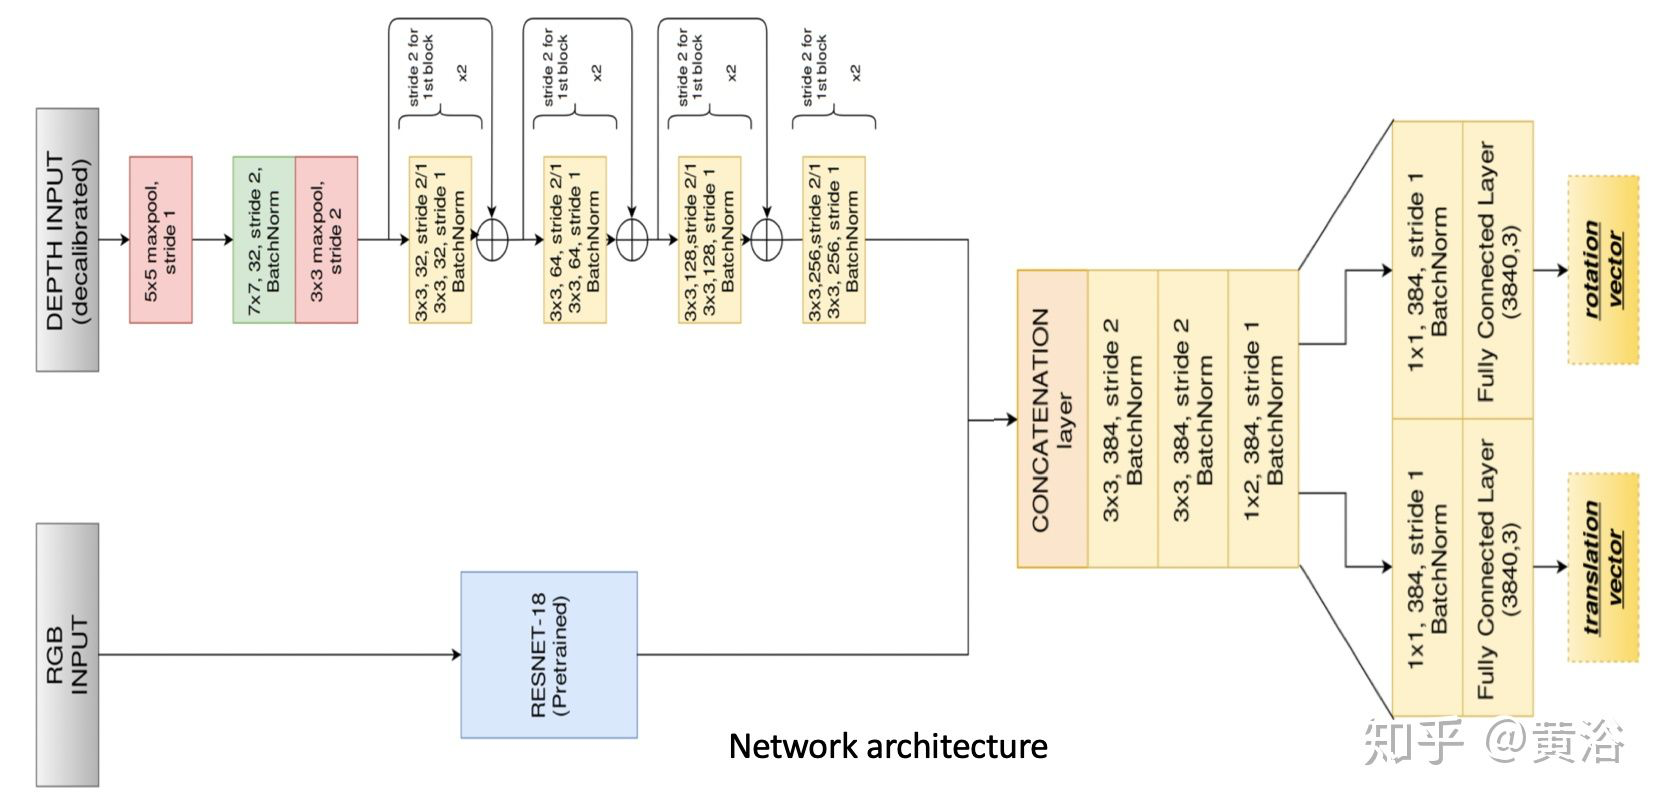 DEPTH INPUT
(decalibrated)
5x5 maxpool,
stride 1
7x7, 32, stride 2,
BatchNorm
3x3 maxpool,
stride 2
stride 2 for
1st block
x2
3x3, 32, stride 2/1
3x3, 32, stride 1
BatchNorm
stride 2 for
1st block
x2
3x3, 64, stride 2/1
3x3, 64, stride 1
BatchNorm
stride 2 for
1st block
x2
3x3,128,stride 2/1
3x3,128, stride 1
BatchNorm
stride 2 for
1st block
x2
3x3,256,stride 2/1
3x3, 256, stride 1
BatchNorm
RGB
INPUT
RESNET-18
(Pretrained)
CONCATENATION
layer
3x3, 384, stride 2
BatchNorm
3x3, 384, stride 2
BatchNorm
1x2, 384, stride 1
BatchNorm
1x1, 384, stride 1
BatchNorm
Fully Connected Layer
(3840,3)
rotation
vector
1x1, 384, stride 1
BatchNorm
Fully Connected Layer
(3840,3)
translation
vector
Network architecture
知乎 @黄浴